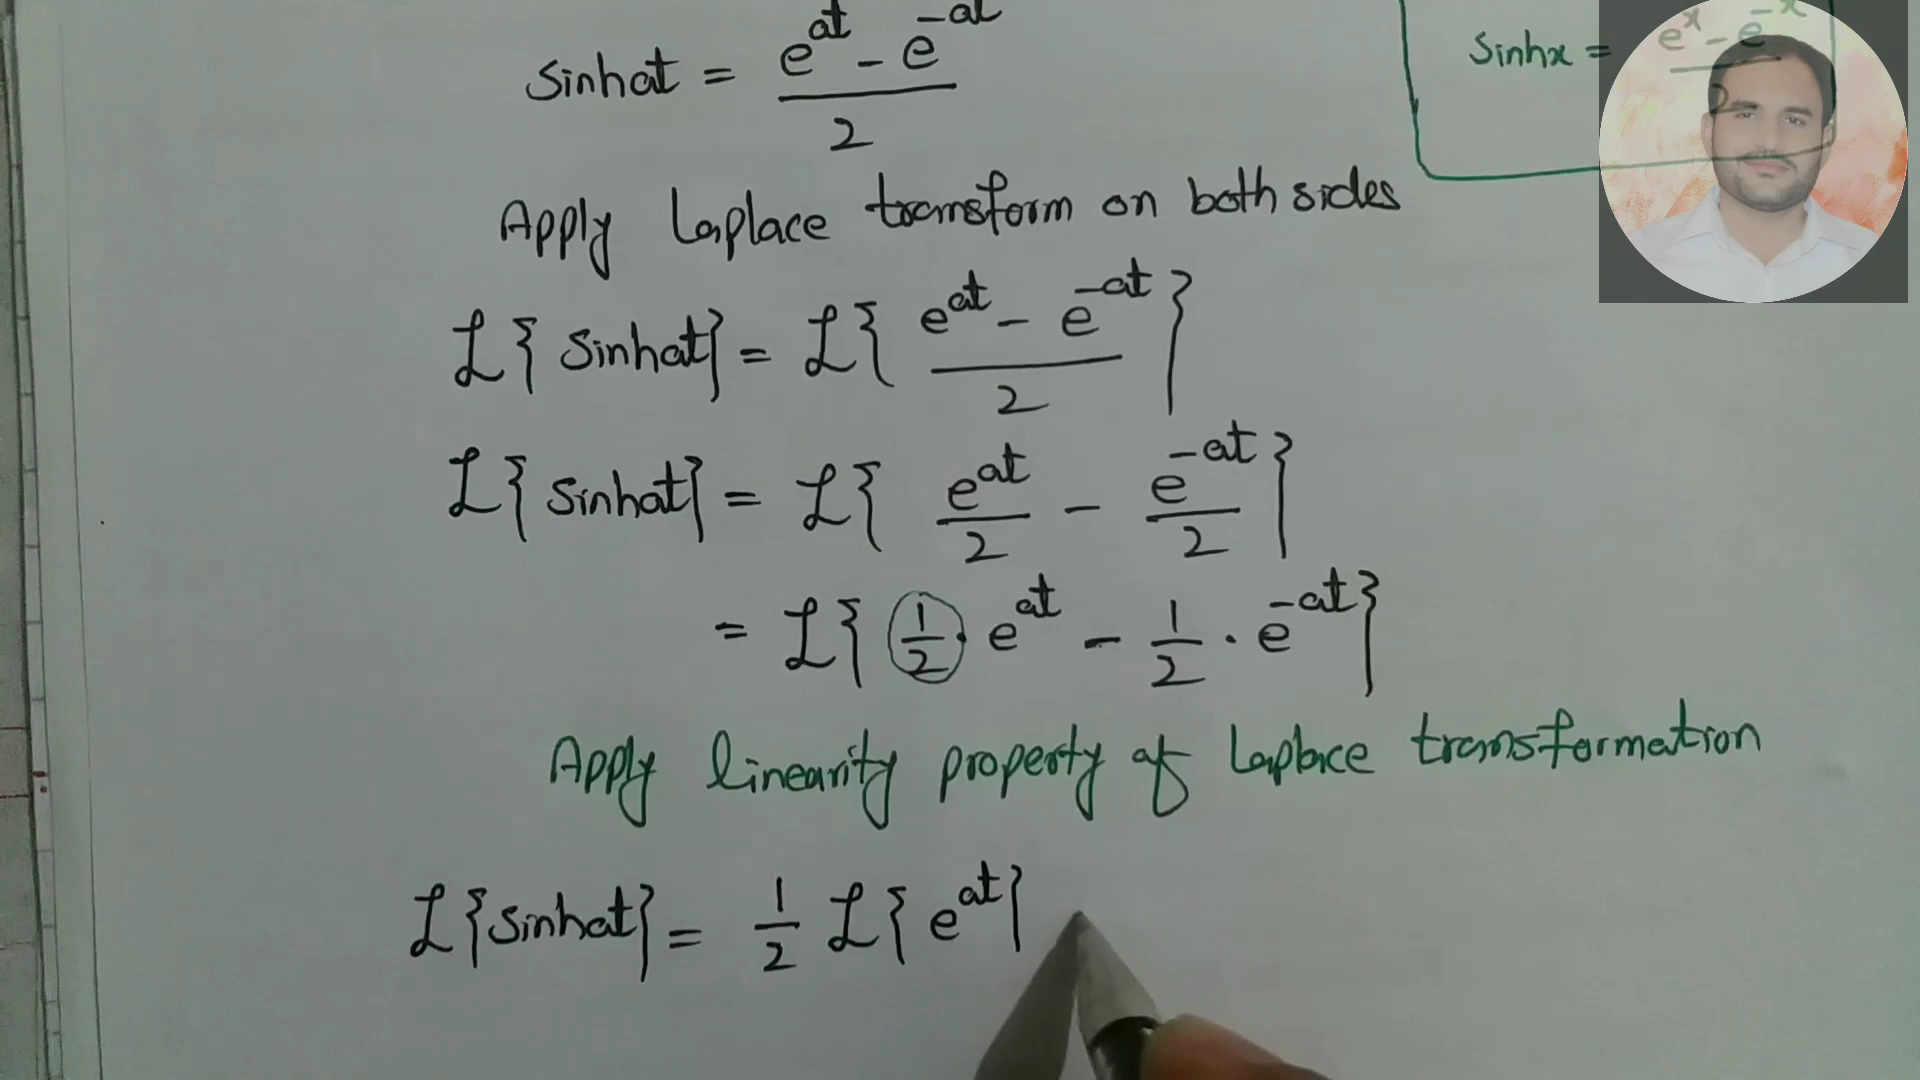 sinhat = (e^at - e^-at)/2
sinhx = (e^x - e^-x)/2
Apply Laplace transform on both sides
ℒ{ sinhat} = ℒ{ (e^at - e^-at)/2 }
ℒ{ sinhat} = ℒ{ e^at/2 - e^-at/2 }
= ℒ{ 1/2 · e^at - 1/2 · e^-at}
Apply linearity property of Laplace transformation
ℒ{sinhat} = 1/2 ℒ{ e^at}